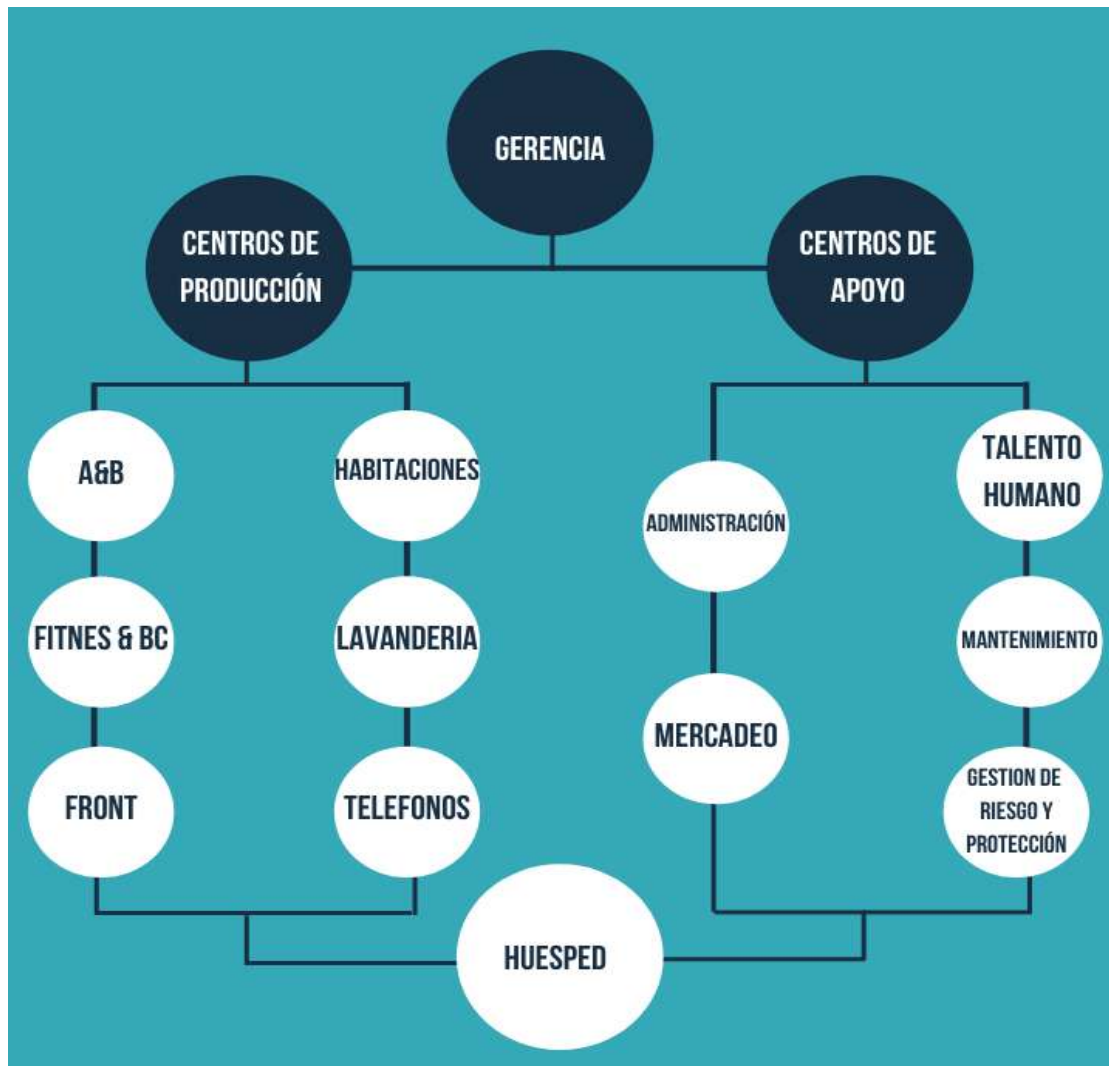 GERENCIA
CENTROS DE
PRODUCCIÓN
CENTROS DE
APOYO
A&B
HABITACIONES
ADMINISTRACIÓN
TALENTO
HUMANO
FITNES & BC
LAVANDERIA
MERCADEO
MANTENIMIENTO
FRONT
TELEFONOS
GESTION DE
RIESGO Y
PROTECCIÓN
HUESPED